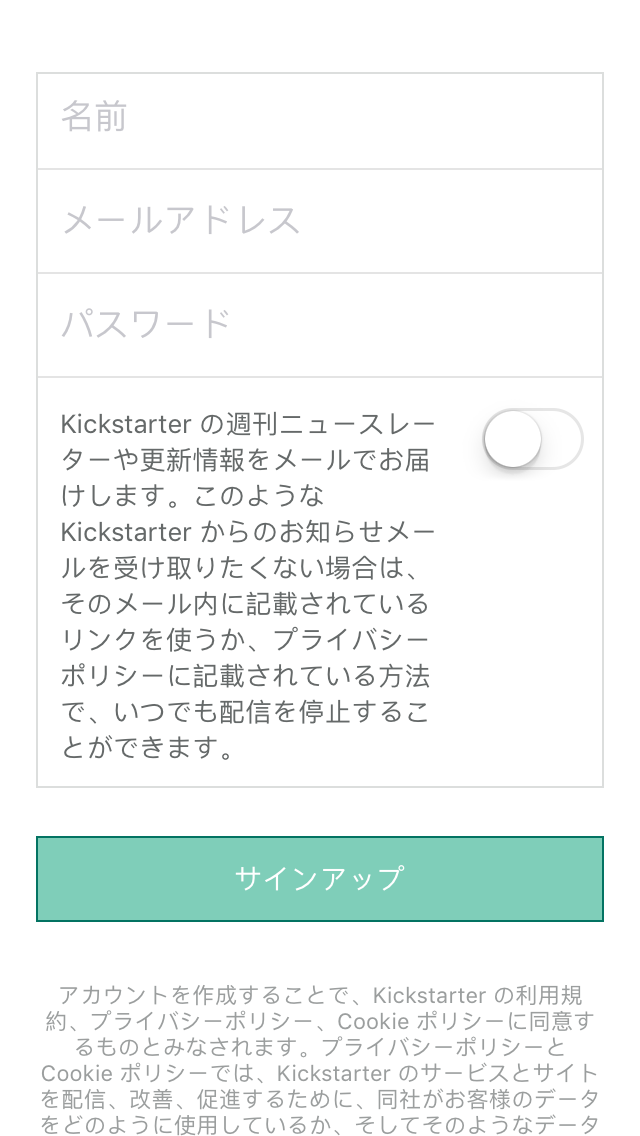 名前
メールアドレス
パスワード
Kickstarter の週刊ニュースレー
ターや更新情報をメールでお届
けします。このような
Kickstarter からのお知らせメー
ルを受け取りたくない場合は、
そのメール内に記載されている
リンクを使うか、プライバシー
ポリシーに記載されている方法
で、いつでも配信を停止するこ
とができます。
サインアップ
アカウントを作成することで、Kickstarter の利用規
約、プライバシーポリシー、Cookie ポリシーに同意す
るものとみなされます。プライバシーポリシーと
Cookie ポリシーでは、Kickstarter のサービスとサイト
を配信、改善、促進するために、同社がお客様のデータ
をどのように使用しているか、そしてそのようなデータ